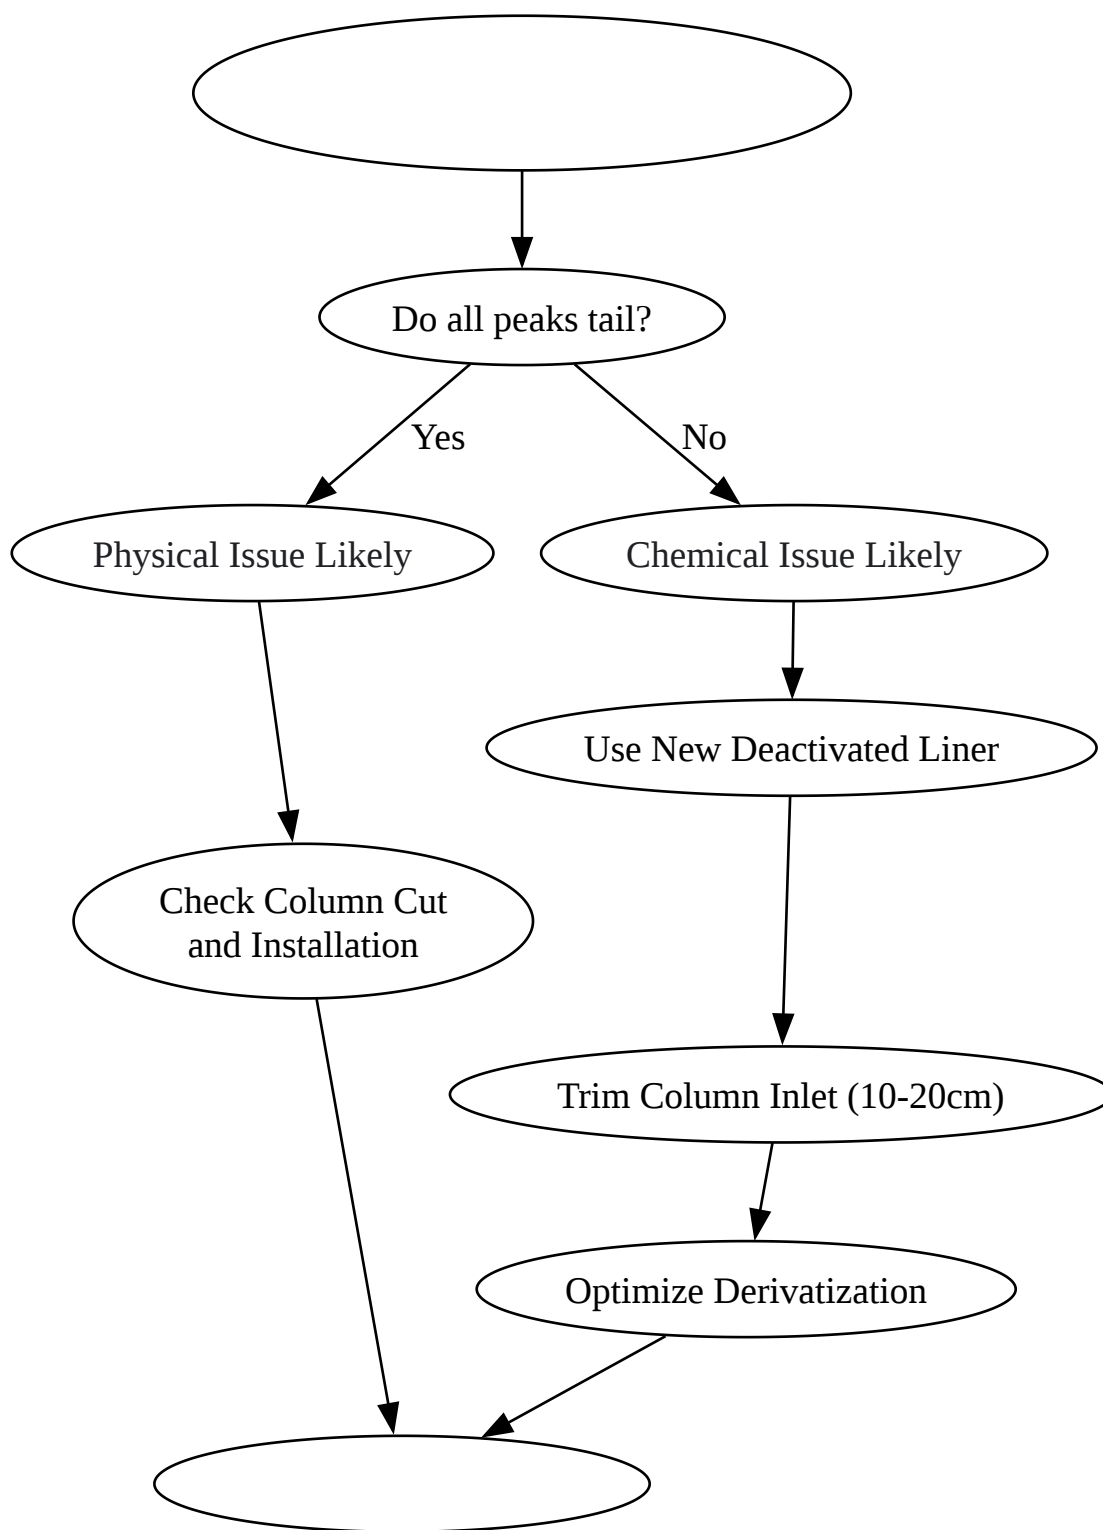 Do all peaks tail?
Yes
No
Physical Issue Likely
Chemical Issue Likely
Use New Deactivated Liner
Check Column Cut
and Installation
Trim Column Inlet (10-20cm)
Optimize Derivatization